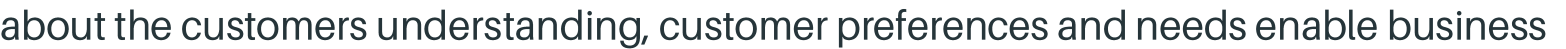 about the customers understanding, customer preferences and needs enable business